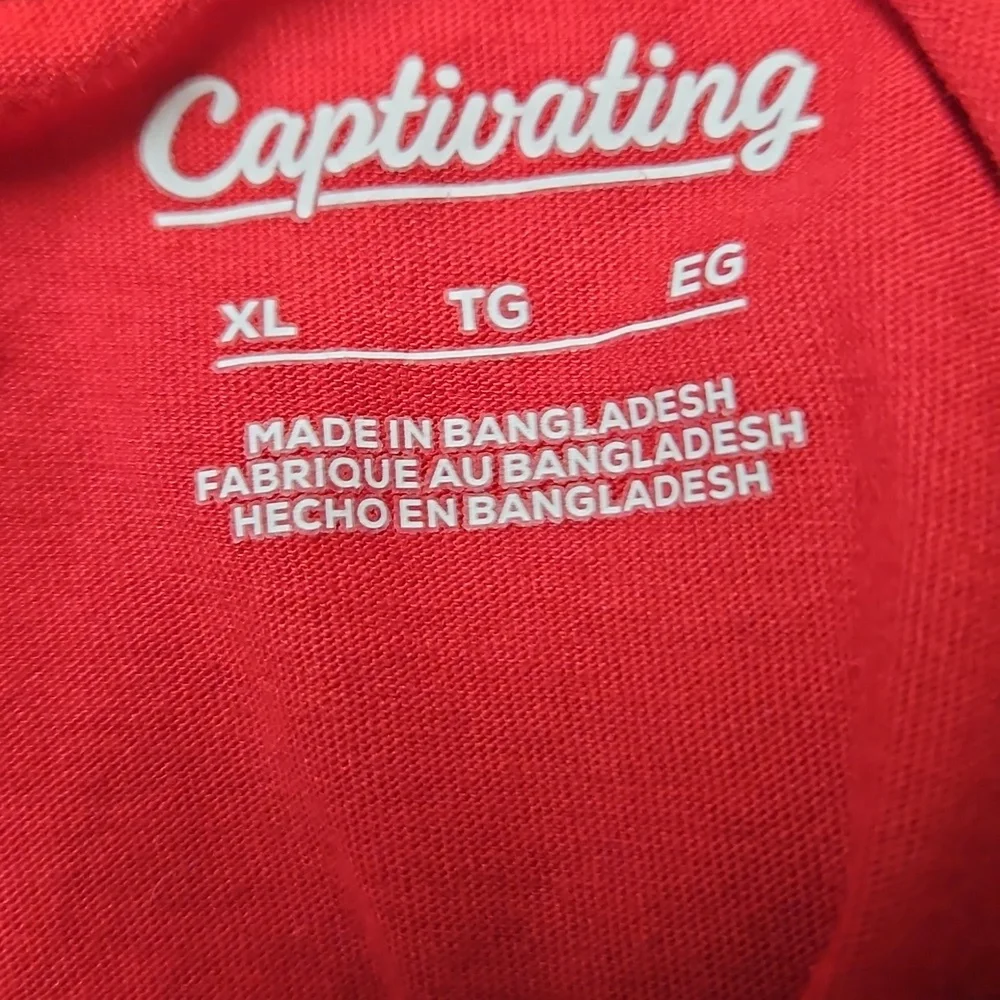 Captivating
XL TG EG
MADE IN BANGLADESH
FABRIQUE AU BANGLADESH
HECHO EN BANGLADESH